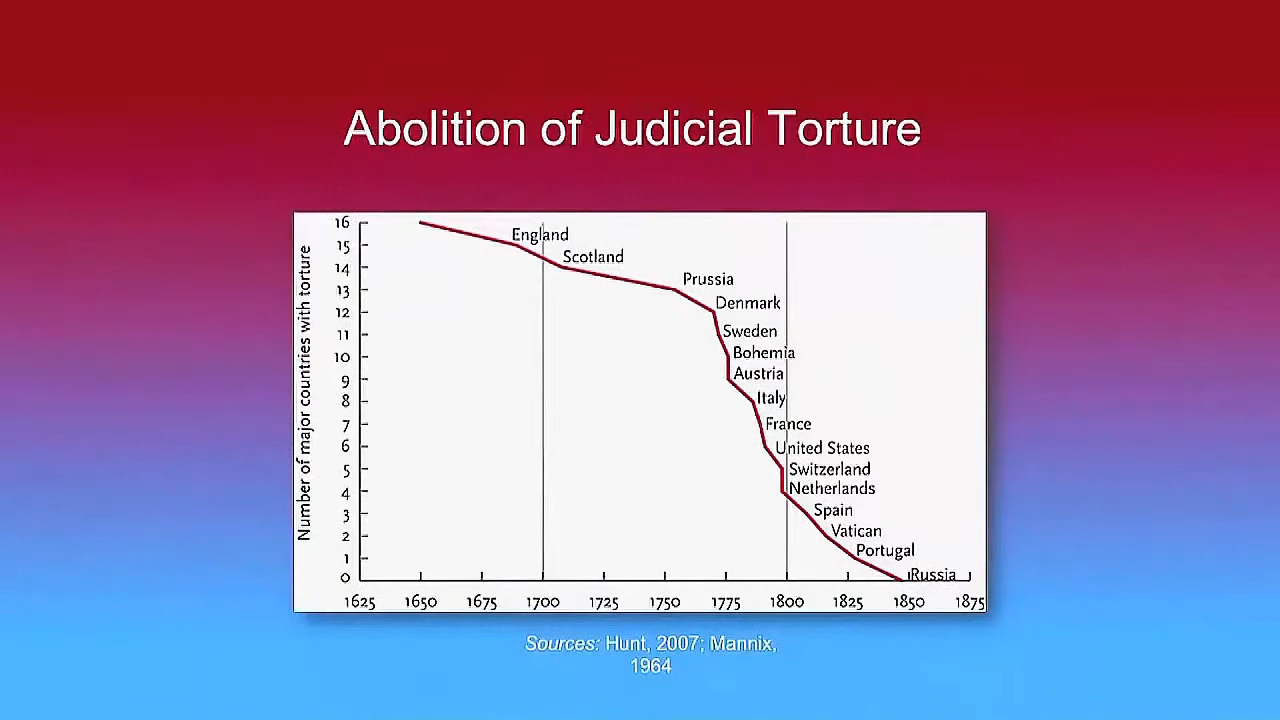 Abolition of Judicial Torture
Number of major countries with torture
16
15
14
13
12
11
10
9
8
7
6
5
4
3
2
1
0
England
Scotland
Prussia
Denmark
Sweden
Bohemia
Austria
Italy
France
United States
Switzerland
Netherlands
Spain
Vatican
Portugal
Russia
1625 1650 1675 1700 1725 1750 1775 1800 1825 1850 1875
Sources: Hunt, 2007; Mannix,
1964